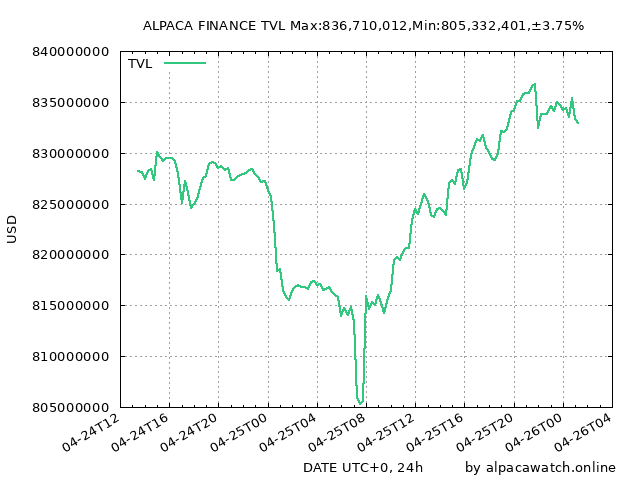 ALPACA FINANCE TVL Max:836,710,012,Min:805,332,401,±3.75%
TVL
840000000
835000000
830000000
825000000
820000000
815000000
810000000
805000000
USD
04-24T12
04-24T16
04-24T20
04-25T00
04-25T04
04-25T08
04-25T12
04-25T16
04-25T20
04-26T00
04-26T04
DATE UTC+0, 24h
by alpacawatch.online